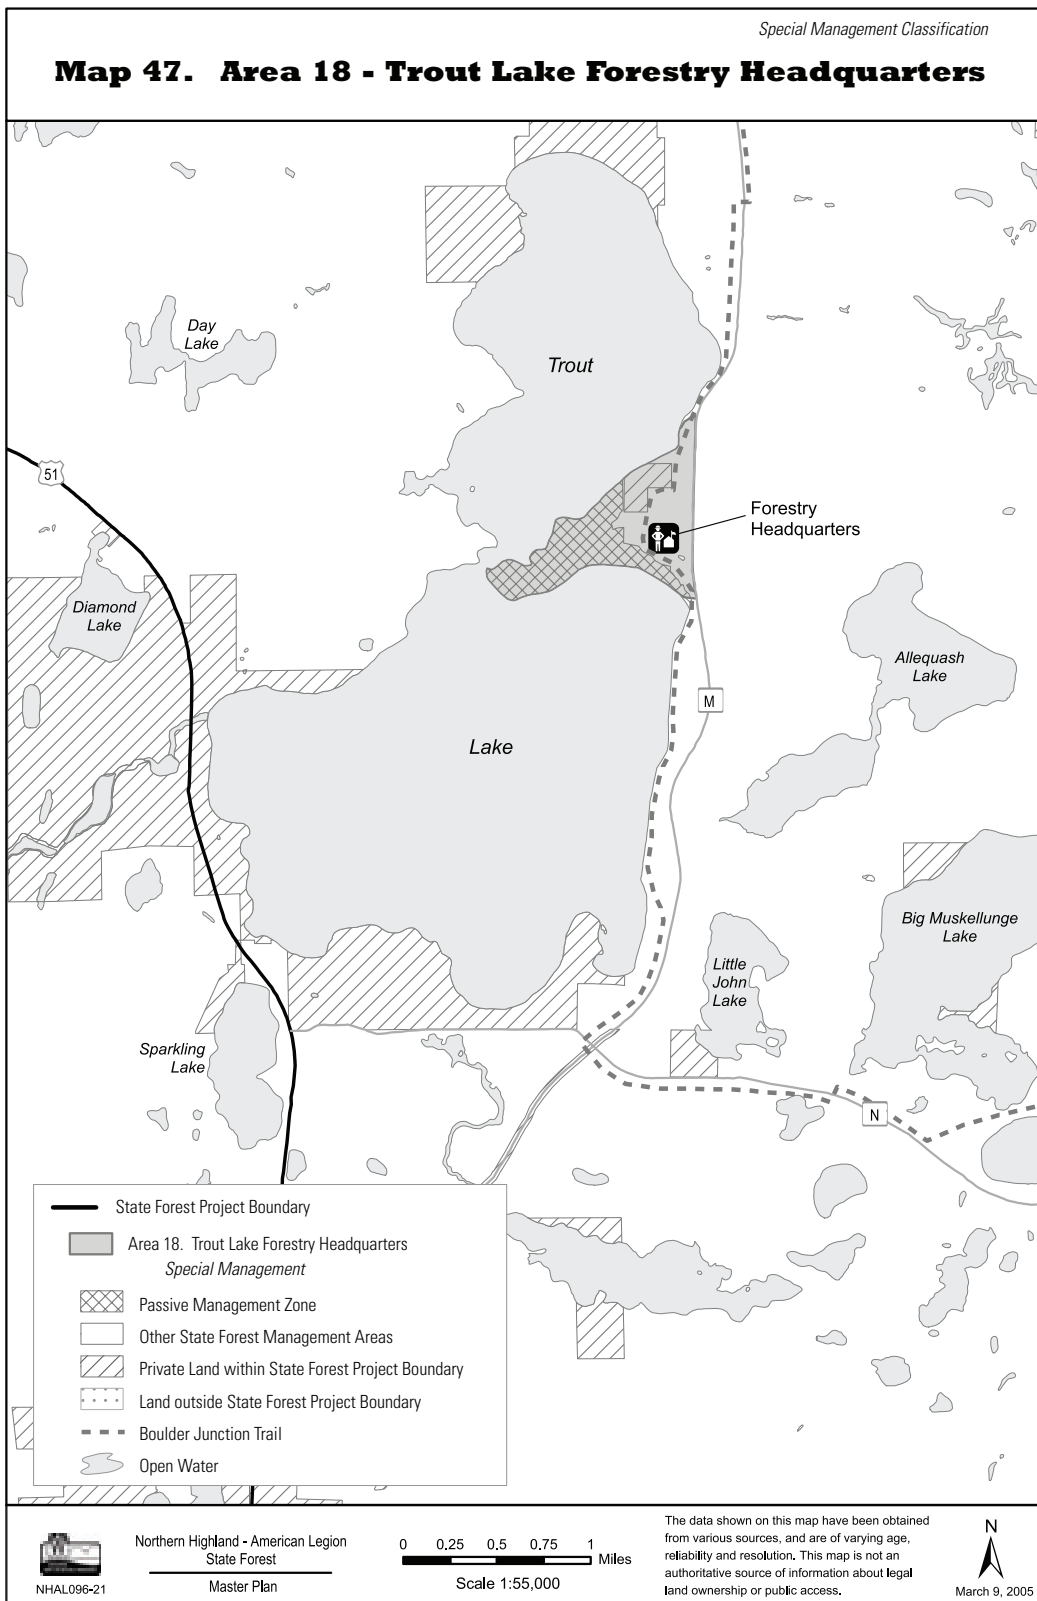 Special Management Classification
Map 47.  Area 18 - Trout Lake Forestry Headquarters
Day
Lake
Trout
51
Forestry
Headquarters
Diamond
Lake
Allequash
Lake
M
Lake
Big Muskellunge
Lake
Little
John
Lake
Sparkling
Lake
N
State Forest Project Boundary
Area 18.  Trout Lake Forestry Headquarters
Special Management
Passive Management Zone
Other State Forest Management Areas
Private Land within State Forest Project Boundary
Land outside State Forest Project Boundary
Boulder Junction Trail
Open Water
NHAL096-21
Northern Highland - American Legion
State Forest
Master Plan
0 0.25 0.5 0.75 1
Miles
Scale 1:55,000
The data shown on this map have been obtained
from various sources, and are of varying age,
reliability and resolution. This map is not an
authoritative source of information about legal
land ownership or public access.
N
March 9, 2005